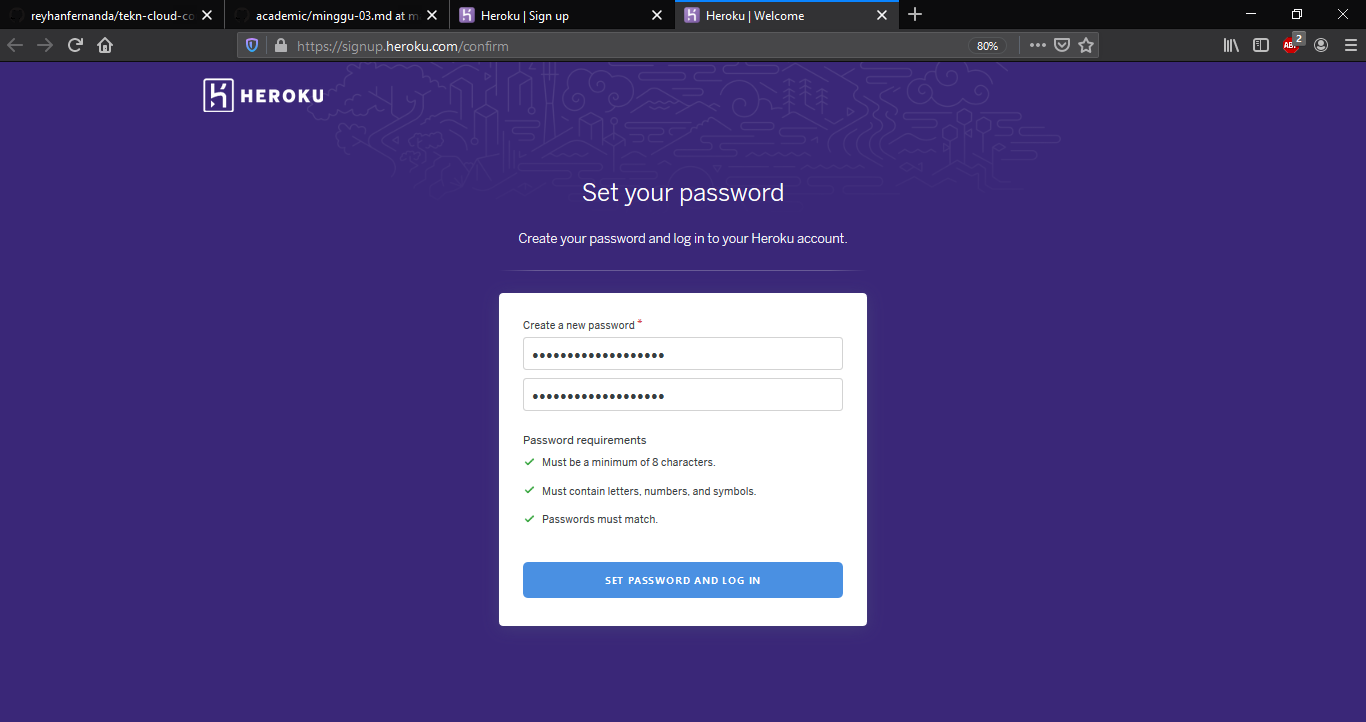 reyhanfernanda/tekn-cloud-co
academic/minggu-03.md at m
Heroku | Sign up
Heroku | Welcome
https://signup.heroku.com/confirm
80%
ABP
2
HEROKU
Set your password
Create your password and log in to your Heroku account.
Create a new password *
●●●●●●●●●●●●●●●●●●●
●●●●●●●●●●●●●●●●●●●
Password requirements
Must be a minimum of 8 characters.
Must contain letters, numbers, and symbols.
Passwords must match.
SET PASSWORD AND LOG IN